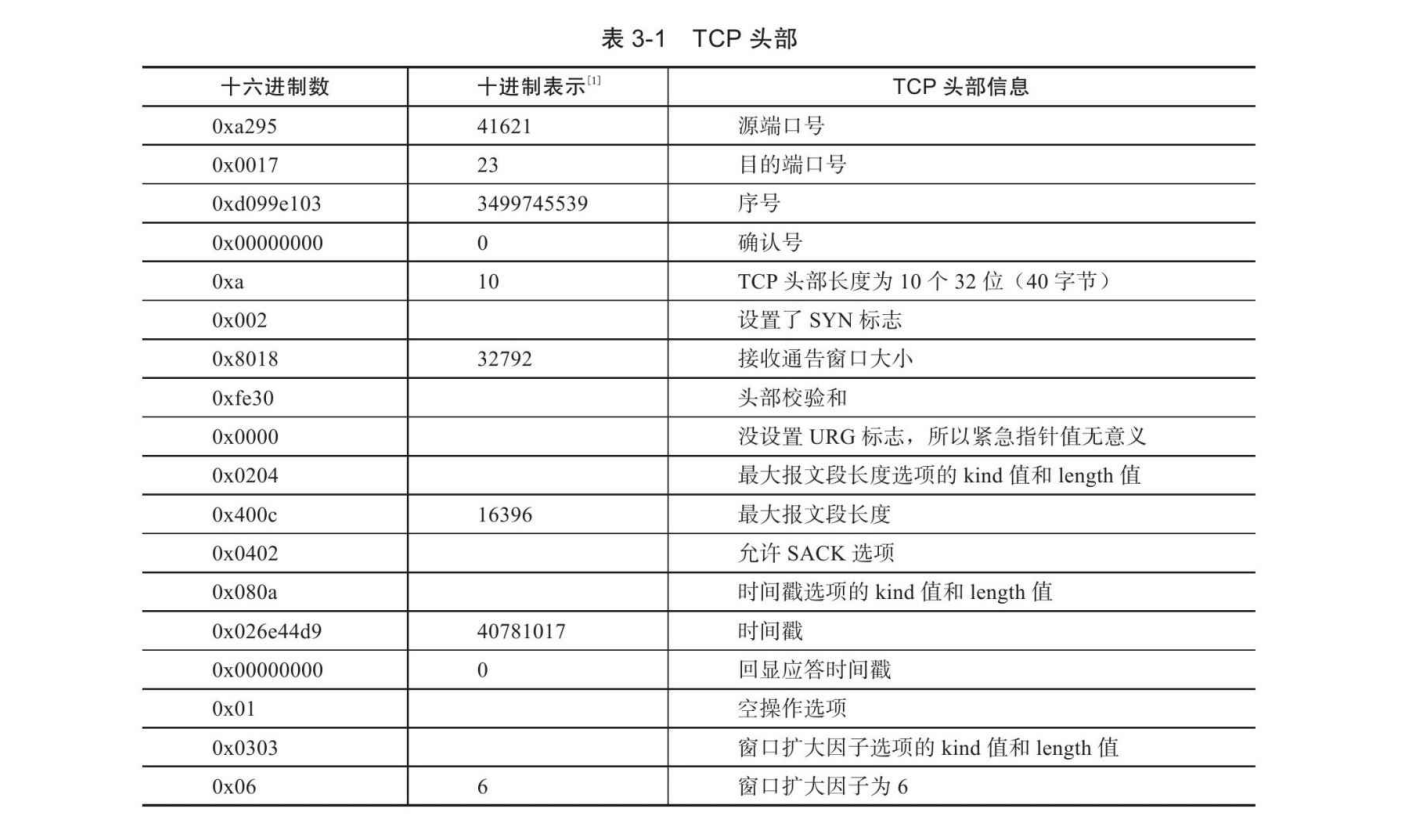 表 3-1 TCP 头部
十六进制数 十进制表示[1] TCP 头部信息
0xa295 41621 源端口号
0x0017 23 目的端口号
0xd099e103 3499745539 序号
0x00000000 0 确认号
0xa 10 TCP 头部长度为 10 个 32 位（40 字节）
0x002 设置了 SYN 标志
0x8018 32792 接收通告窗口大小
0xfe30 头部校验和
0x0000 没设置 URG 标志，所以紧急指针值无意义
0x0204 最大报文段长度选项的 kind 值和 length 值
0x400c 16396 最大报文段长度
0x0402 允许 SACK 选项
0x080a 时间戳选项的 kind 值和 length 值
0x026e44d9 40781017 时间戳
0x00000000 0 回显应答时间戳
0x01 空操作选项
0x0303 窗口扩大因子选项的 kind 值和 length 值
0x06 6 窗口扩大因子为 6